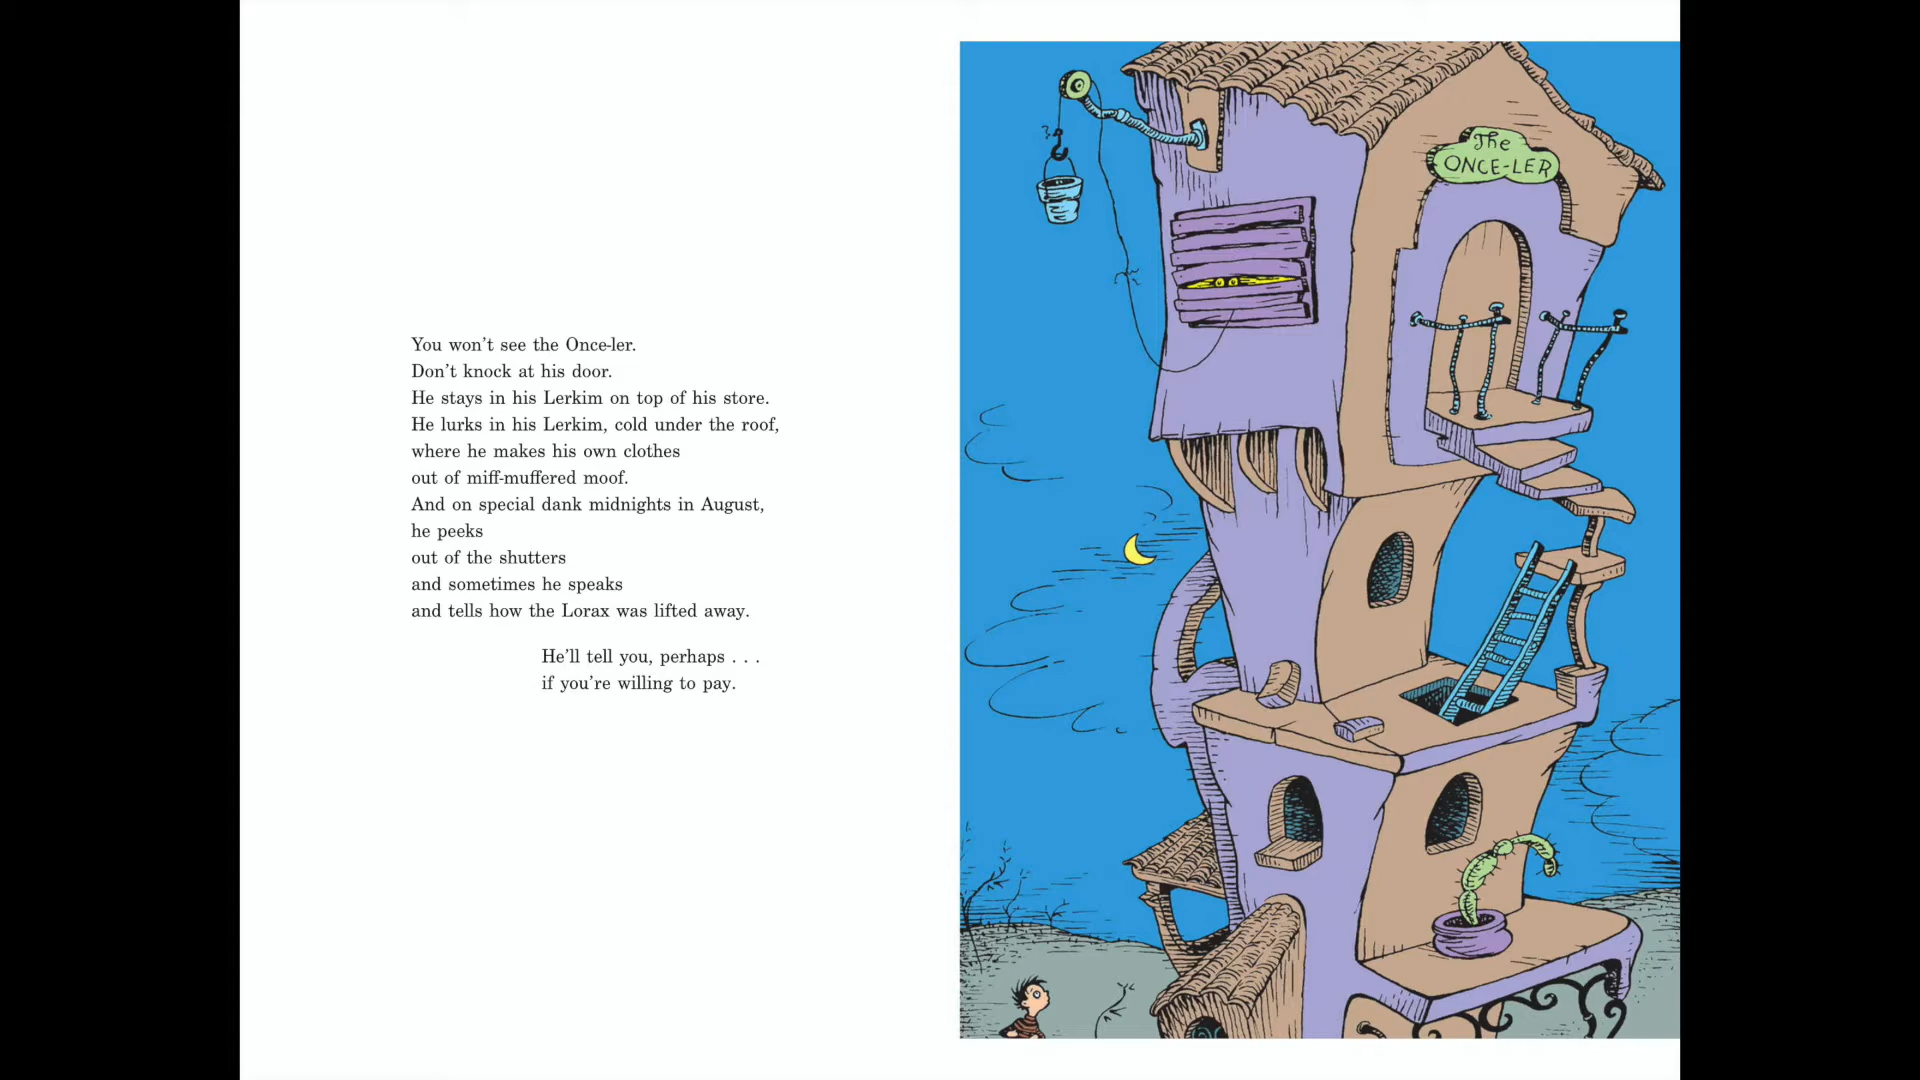 You won't see the Once-ler.
Don't knock at his door.
He stays in his Lerkim on top of his store.
He lurks in his Lerkim, cold under the roof,
where he makes his own clothes
out of miff-muffered moof.
And on special dank midnights in August,
he peeks
out of the shutters
and sometimes he speaks
and tells how the Lorax was lifted away.
He'll tell you, perhaps . . .
if you're willing to pay.
The
ONCE-LER